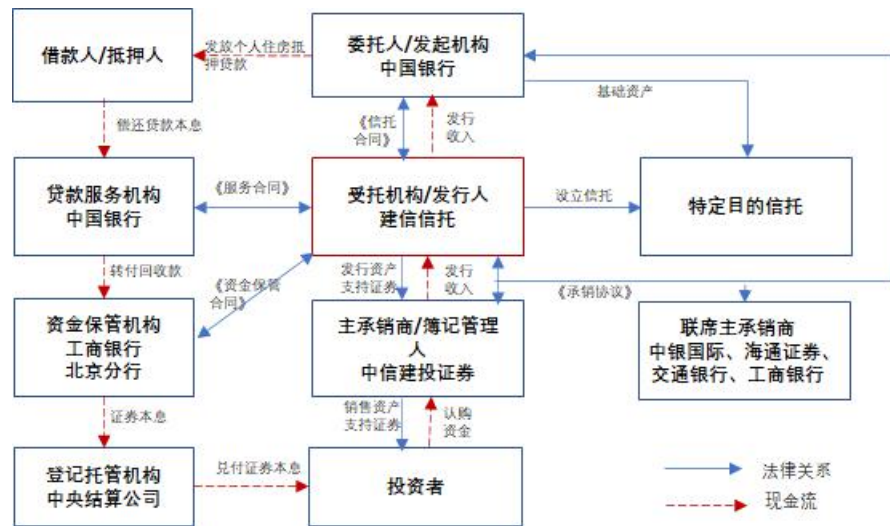 借款人/抵押人
发放个人住房抵
押贷款
委托人/发起机构
中国银行
基础资产
偿还贷款本息
《信托
合同》
发行
收入
贷款服务机构
中国银行
《服务合同》
受托机构/发行人
建信信托
设立信托
特定目的信托
转付回收款
《资金保管
合同》
发行资产
支持证券
发行
收入
《承销协议》
资金保管机构
工商银行
北京分行
主承销商/簿记管理
人
中信建投证券
联席主承销商
中银国际、海通证券、
交通银行、工商银行
证券本息
销售资产
支持证券
认购
资金
登记托管机构
中央结算公司
兑付证券本息
投资者
法律关系
现金流